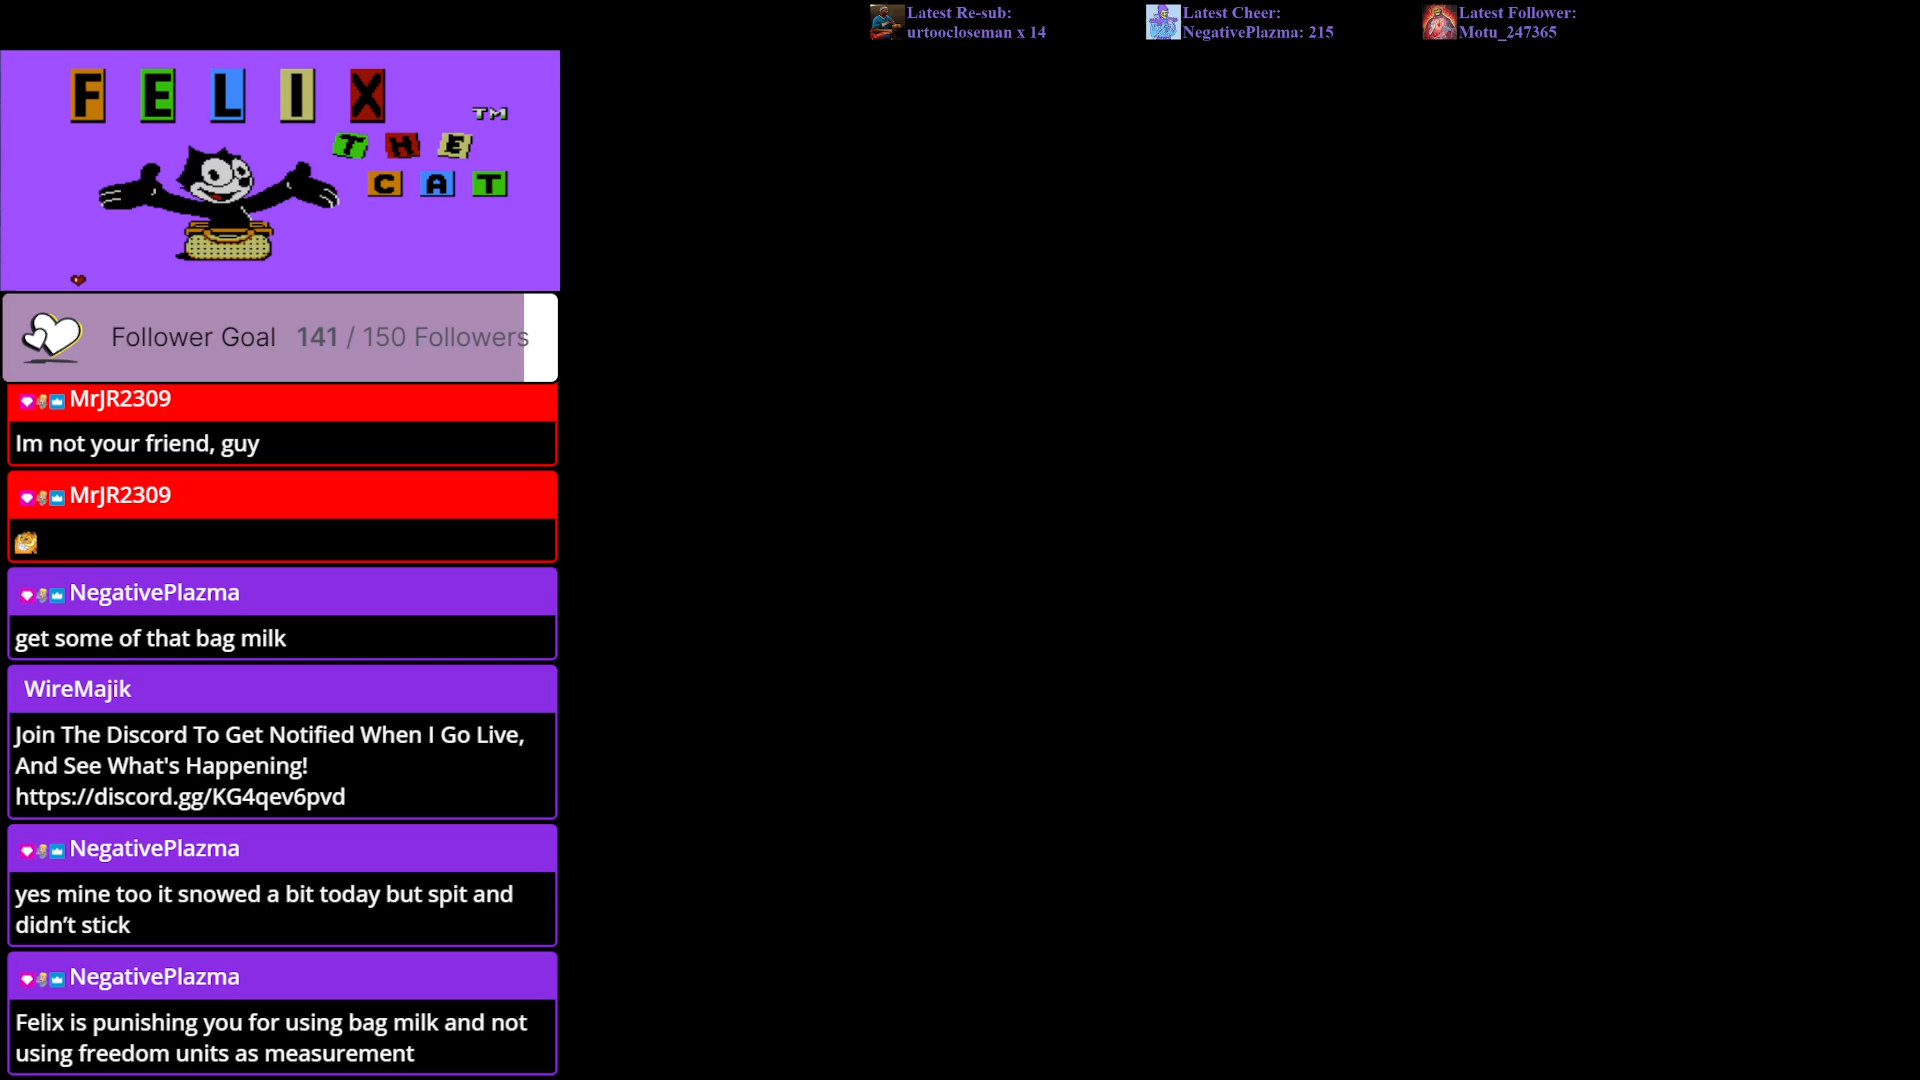 Latest Re-sub:
urtoocloseman x 14
Latest Cheer:
NegativePlazma: 215
Latest Follower:
Motu_247365
FELIX
TM
THE
CAT
Follower Goal 141 / 150 Followers
MrJR2309
Im not your friend, guy
MrJR2309
NegativePlazma
get some of that bag milk
WireMajik
Join The Discord To Get Notified When I Go Live,
And See What's Happening!
https://discord.gg/KG4qev6pvd
NegativePlazma
yes mine too it snowed a bit today but spit and
didn’t stick
NegativePlazma
Felix is punishing you for using bag milk and not
using freedom units as measurement